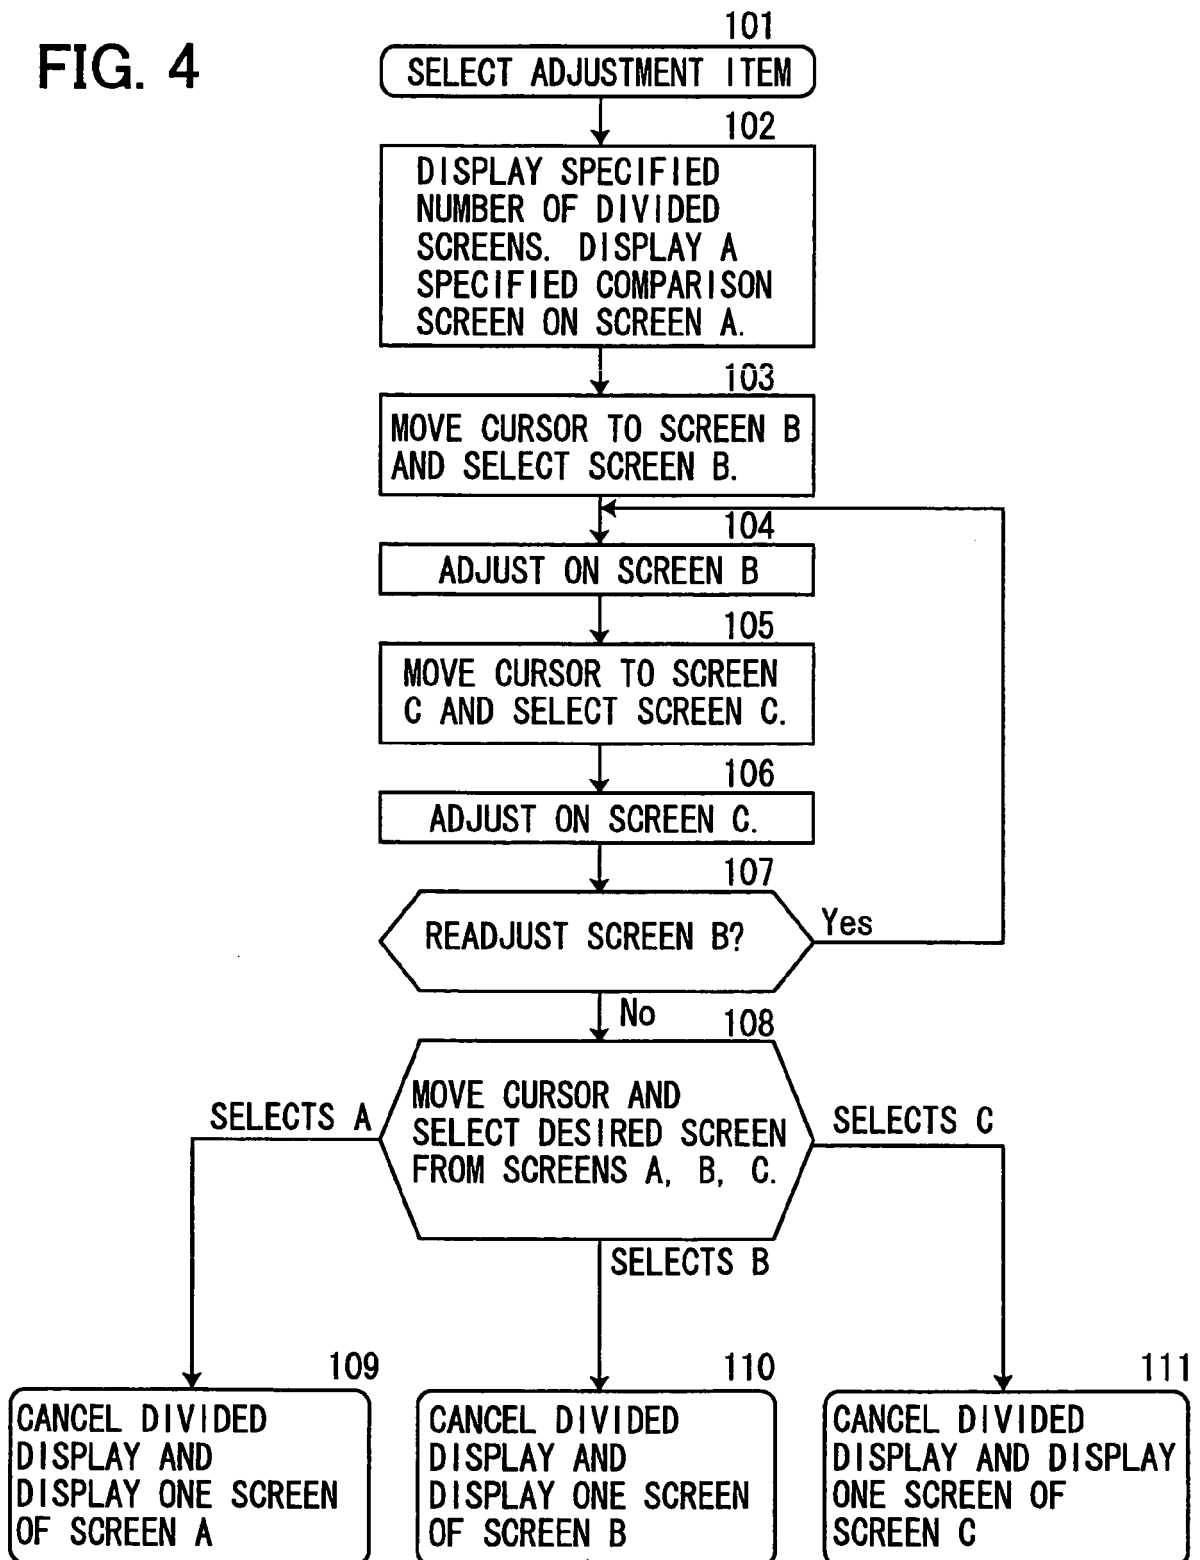 FIG. 4
101
SELECT ADJUSTMENT ITEM
102
DISPLAY SPECIFIED
NUMBER OF DIVIDED
SCREENS. DISPLAY A
SPECIFIED COMPARISON
SCREEN ON SCREEN A.
103
MOVE CURSOR TO SCREEN B
AND SELECT SCREEN B.
104
ADJUST ON SCREEN B
105
MOVE CURSOR TO SCREEN
C AND SELECT SCREEN C.
106
ADJUST ON SCREEN C.
107
READJUST SCREEN B?
Yes
No
108
MOVE CURSOR AND
SELECT DESIRED SCREEN
FROM SCREENS A, B, C.
SELECTS A
SELECTS C
SELECTS B
109
CANCEL DIVIDED
DISPLAY AND
DISPLAY ONE SCREEN
OF SCREEN A
110
CANCEL DIVIDED
DISPLAY AND
DISPLAY ONE SCREEN
OF SCREEN B
111
CANCEL DIVIDED
DISPLAY AND DISPLAY
ONE SCREEN OF
SCREEN C